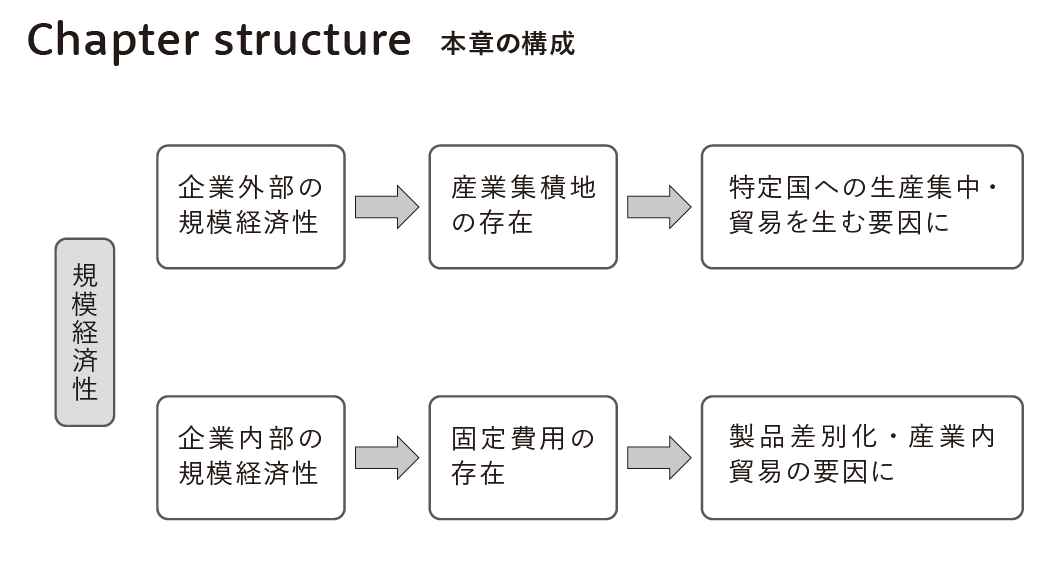 Chapter structure 本章の構成
企業外部の
規模経済性
産業集積地
の存在
特定国への生産集中・
貿易を生む要因に
規模経済性
企業内部の
規模経済性
固定費用の
存在
製品差別化・産業内
貿易の要因に